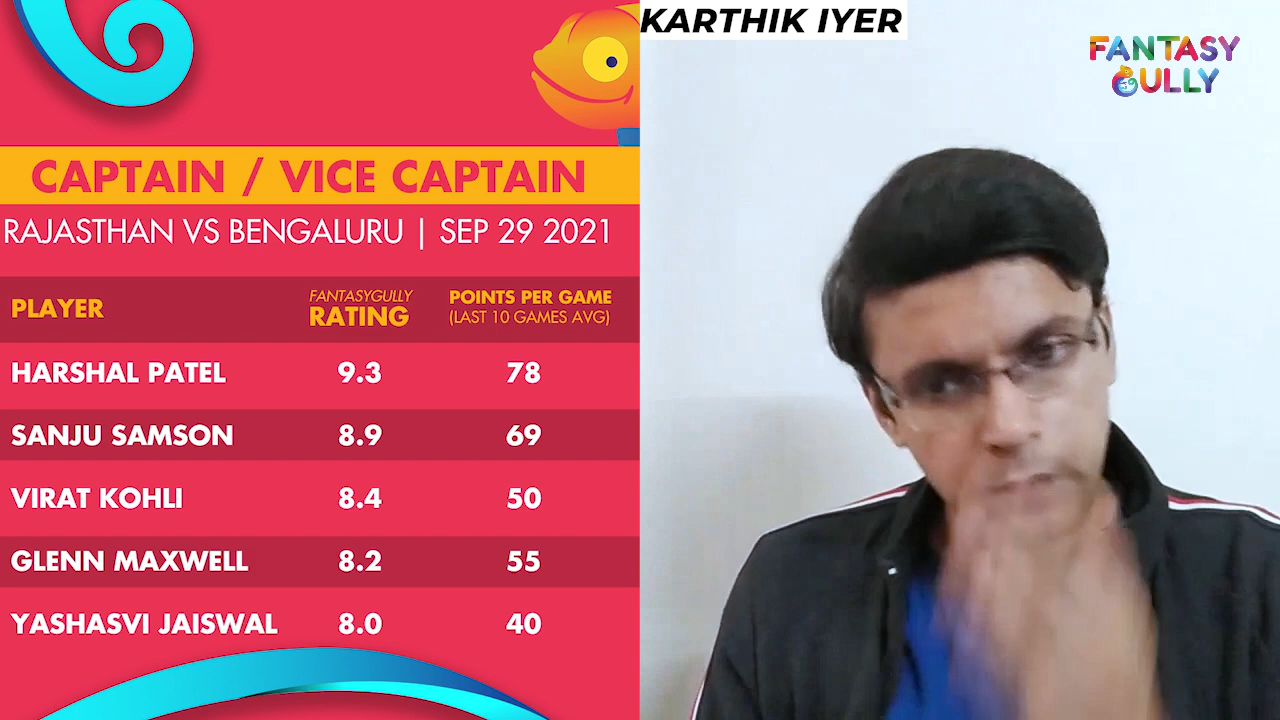 CAPTAIN / VICE CAPTAIN
RAJASTHAN VS BENGALURU | SEP 29 2021
PLAYER FANTASYGULLY RATING POINTS PER GAME (LAST 10 GAMES AVG)
HARSHAL PATEL 9.3 78
SANJU SAMSON 8.9 69
VIRAT KOHLI 8.4 50
GLENN MAXWELL 8.2 55
YASHASVI JAISWAL 8.0 40
KARTHIK IYER
FANTASY
GULLY